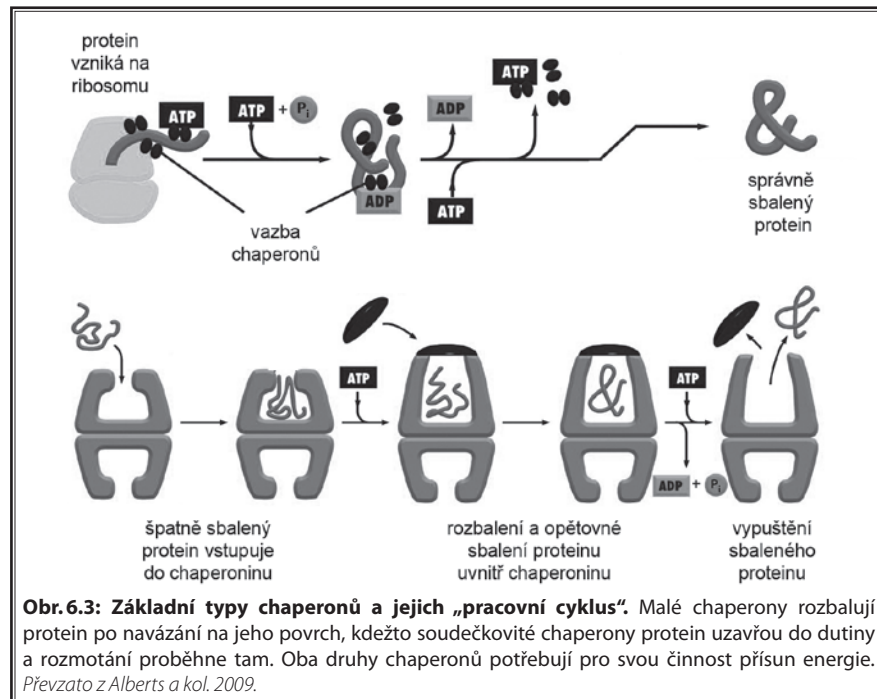 protein
vzniká na
ribosomu
ATP
ATP + Pi
ADP
ATP
ADP
ATP
vazba
chaperonů
správně
sbalený
protein
ATP
ATP
ADP + Pi
špatně sbalený
protein vstupuje
do chaperoninu
rozbalení a opětovné
sbalení proteinu
uvnitř chaperoninu
vypuštění
sbaleného
proteinu
Obr. 6.3: Základní typy chaperonů a jejich „pracovní cyklus“. Malé chaperony rozbalují
protein po navázání na jeho povrch, kdežto soudečkovité chaperony protein uzavřou do dutiny
a rozmotání proběhne tam. Oba druhy chaperonů potřebují pro svou činnost přísun energie.
Převzato z Alberts a kol. 2009.